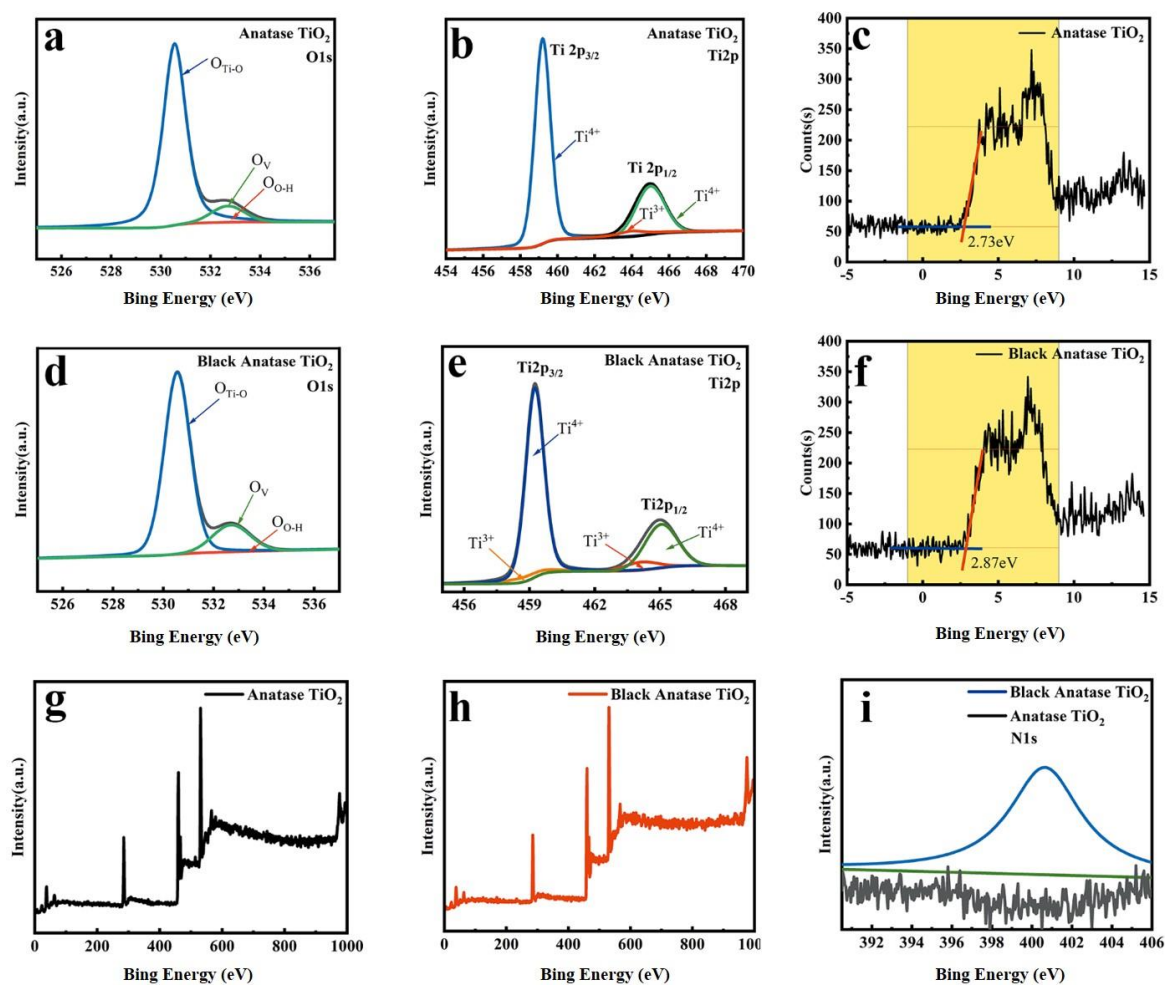 a
Anatase TiO2
O1s
OTi-O
OV
OO-H
Intensity(a.u.)
526 528 530 532 534 536
Bing Energy (eV)
b
Anatase TiO2
Ti2p
Ti 2p3/2
Ti4+
Ti 2p1/2
Ti3+
Ti4+
Intensity(a.u.)
454 456 458 460 462 464 466 468 470
Bing Energy (eV)
c
Anatase TiO2
Counts(s)
400
350
300
250
200
150
100
50
0
2.73eV
-5 0 5 10 15
Bing Energy (eV)
d
Black Anatase TiO2
O1s
OTi-O
OV
OO-H
Intensity(a.u.)
526 528 530 532 534 536
Bing Energy (eV)
e
Black Anatase TiO2
Ti2p
Ti2p3/2
Ti4+
Ti2p1/2
Ti3+
Ti3+
Ti4+
Intensity(a.u.)
456 459 462 465 468
Bing Energy (eV)
f
Black Anatase TiO2
Counts(s)
400
350
300
250
200
150
100
50
0
2.87eV
-5 0 5 10 15
Bing Energy (eV)
g
Anatase TiO2
Intensity(a.u.)
0 200 400 600 800 1000
Bing Energy (eV)
h
Black Anatase TiO2
Intensity(a.u.)
0 200 400 600 800 100
Bing Energy (eV)
i
Black Anatase TiO2
Anatase TiO2
N1s
Intensity(a.u.)
392 394 396 398 400 402 404 406
Bing Energy (eV)